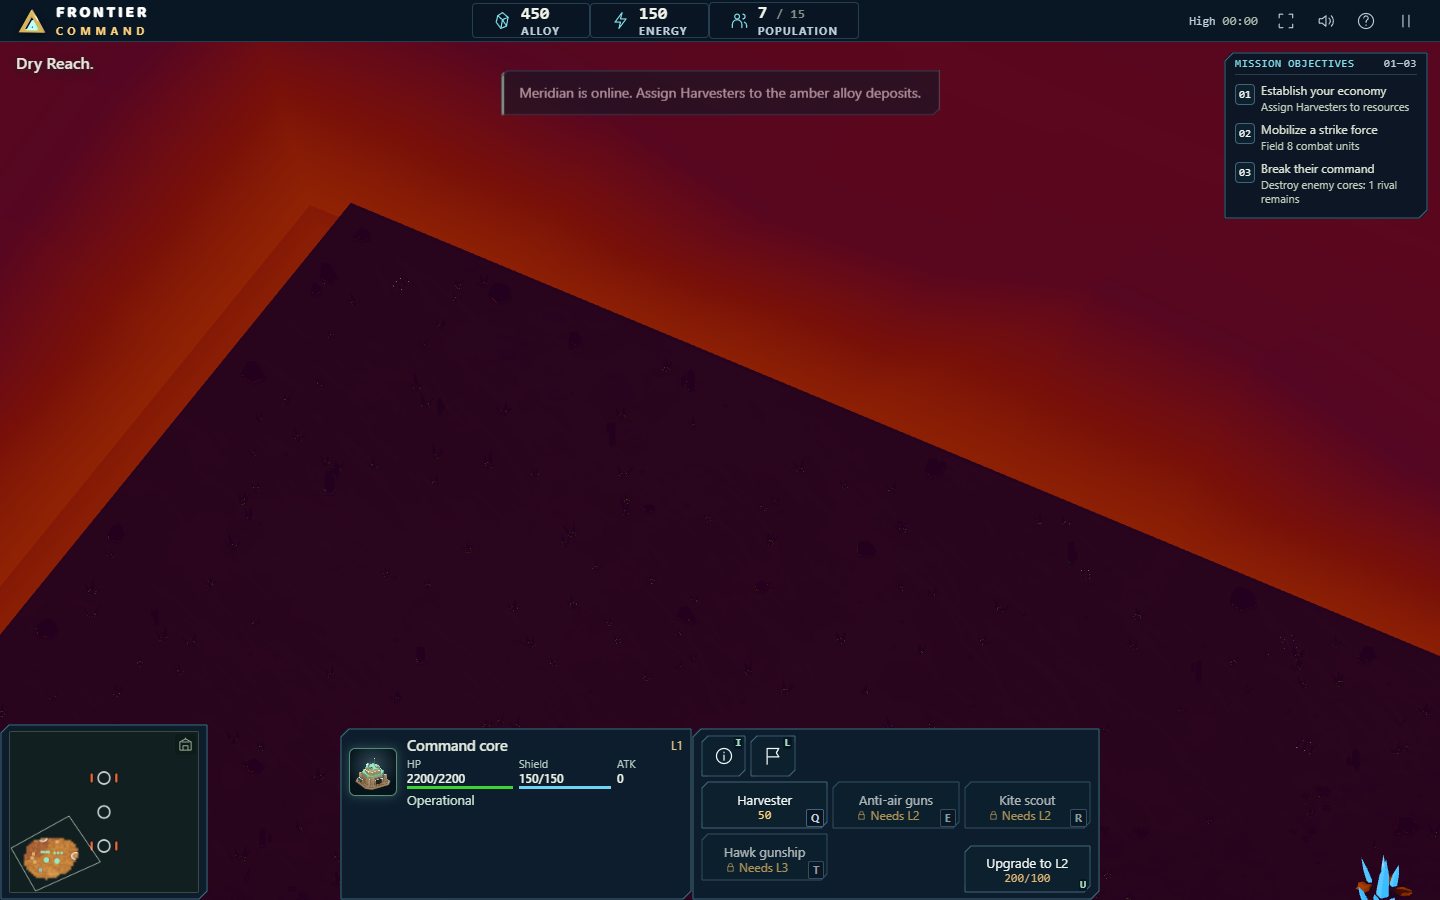 FRONTIER
COMMAND
450
ALLOY
150
ENERGY
7 / 15
POPULATION
High 00:00
Dry Reach.
Meridian is online. Assign Harvesters to the amber alloy deposits.
MISSION OBJECTIVES 01—03
01 Establish your economy
Assign Harvesters to resources
02 Mobilize a strike force
Field 8 combat units
03 Break their command
Destroy enemy cores: 1 rival
remains
Command core L1
HP Shield ATK
2200/2200 150/150 0
Operational
I L
Harvester
50 Q
Anti-air guns
Needs L2 E
Kite scout
Needs L2 R
Hawk gunship
Needs L3 T
Upgrade to L2
200/100
U